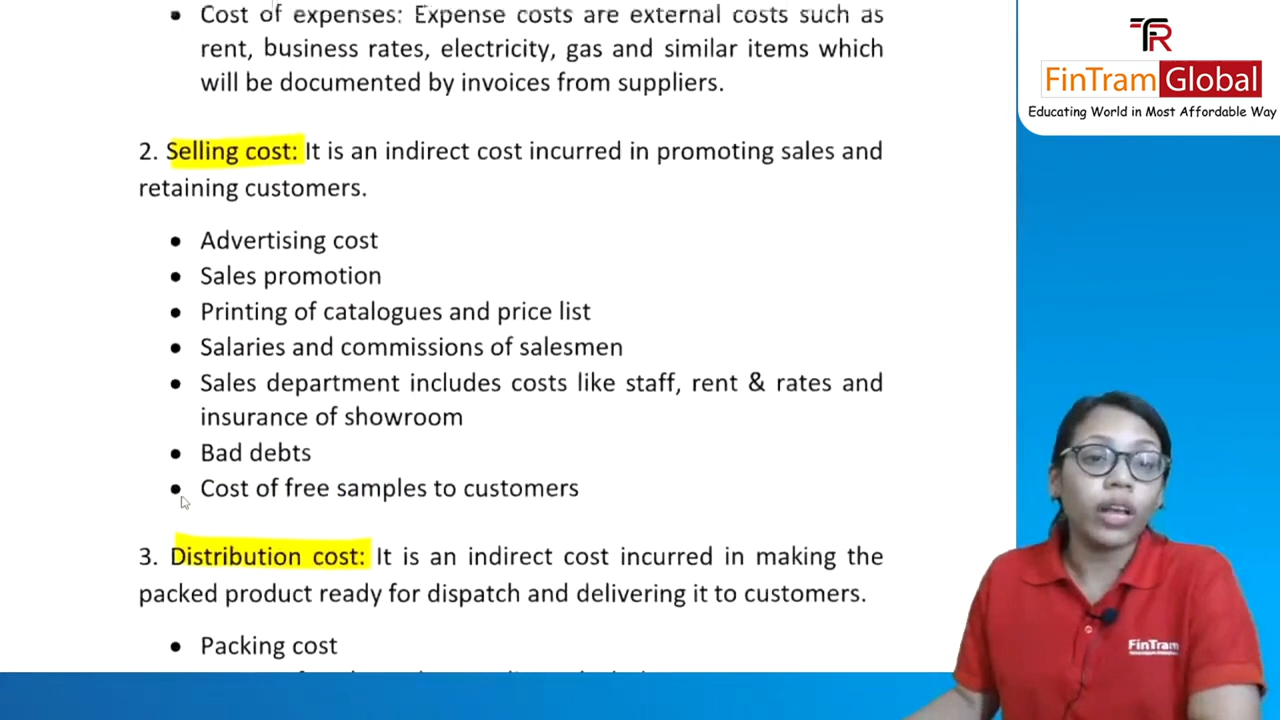 • Cost of expenses: Expense costs are external costs such as
rent, business rates, electricity, gas and similar items which
will be documented by invoices from suppliers.
2. Selling cost: It is an indirect cost incurred in promoting sales and
retaining customers.
• Advertising cost
• Sales promotion
• Printing of catalogues and price list
• Salaries and commissions of salesmen
• Sales department includes costs like staff, rent & rates and
insurance of showroom
• Bad debts
• Cost of free samples to customers
3. Distribution cost: It is an indirect cost incurred in making the
packed product ready for dispatch and delivering it to customers.
• Packing cost
TR
FinTram Global
Educating World in Most Affordable Way
FinTram